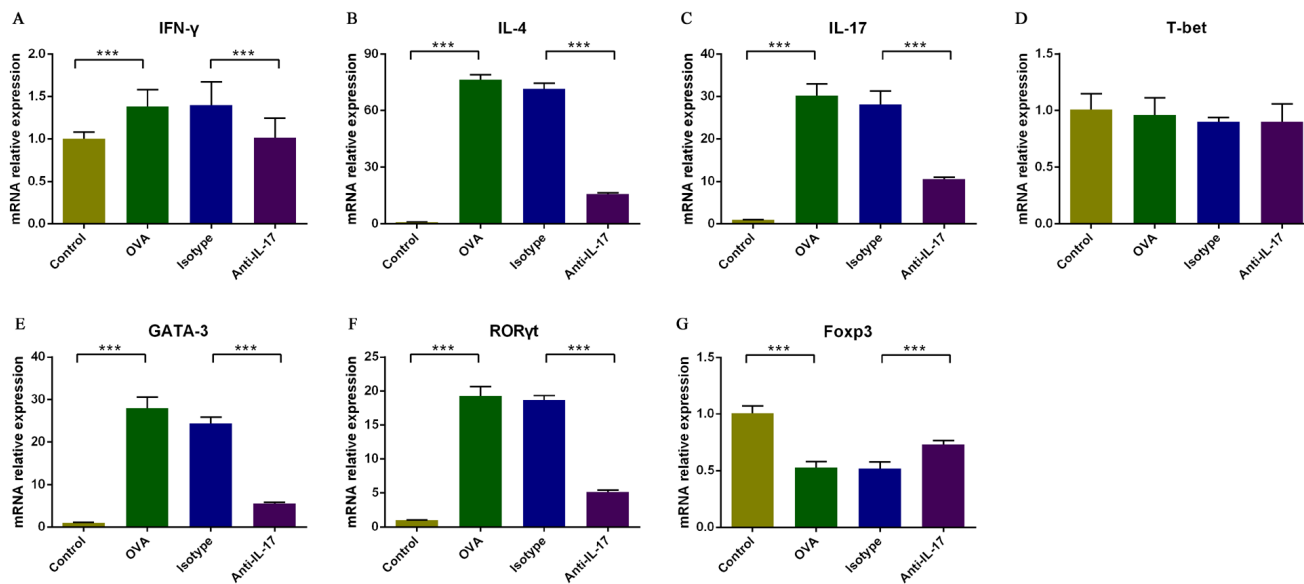 A
IFN-γ
mRNA relative expression
2.0
1.5
1.0
0.5
0.0
***
***
Control
OVA
Isotype
Anti-IL-17
B
IL-4
mRNA relative expression
90
60
30
0
***
***
Control
OVA
Isotype
Anti-IL-17
C
IL-17
mRNA relative expression
40
30
20
10
0
***
***
Control
OVA
Isotype
Anti-IL-17
D
T-bet
mRNA relative expression
1.5
1.0
0.5
0.0
Control
OVA
Isotype
Anti-IL-17
E
GATA-3
mRNA relative expression
40
30
20
10
0
***
***
Control
OVA
Isotype
Anti-IL-17
F
RORγt
mRNA relative expression
25
20
15
10
5
0
***
***
Control
OVA
Isotype
Anti-IL-17
G
Foxp3
mRNA relative expression
1.5
1.0
0.5
0.0
***
***
Control
OVA
Isotype
Anti-IL-17